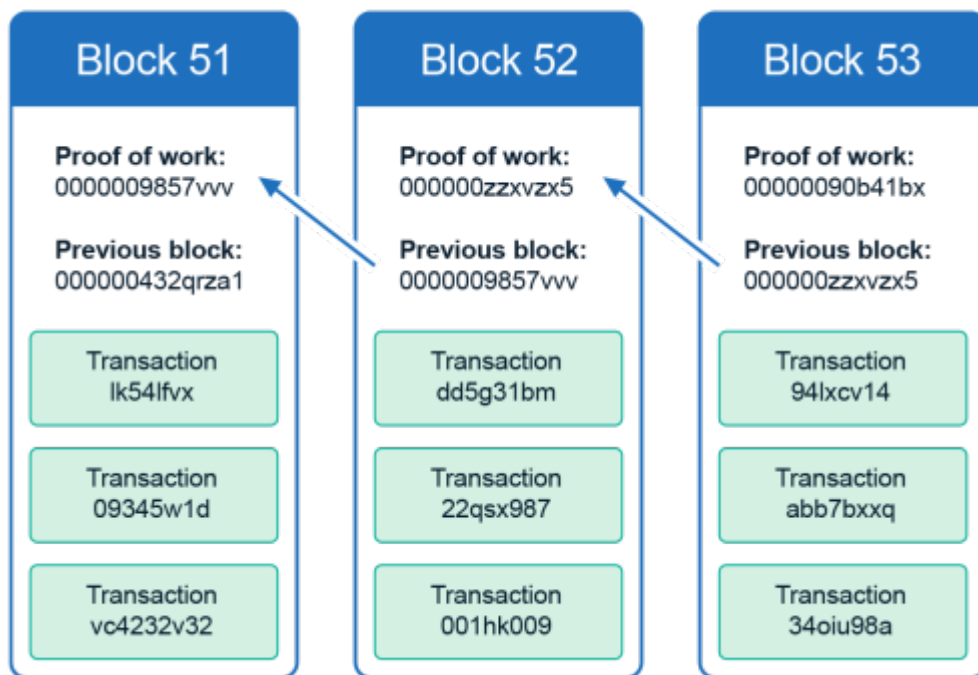 Block 51
Proof of work:
0000009857vvv
Previous block:
000000432qrza1
Transaction
lk54lfvx
Transaction
09345w1d
Transaction
vc4232v32
Block 52
Proof of work:
000000zzxvzx5
Previous block:
0000009857vvv
Transaction
dd5g31bm
Transaction
22qsx987
Transaction
001hk009
Block 53
Proof of work:
00000090b41bx
Previous block:
000000zzxvzx5
Transaction
94lxcv14
Transaction
abb7bxxq
Transaction
34oiu98a